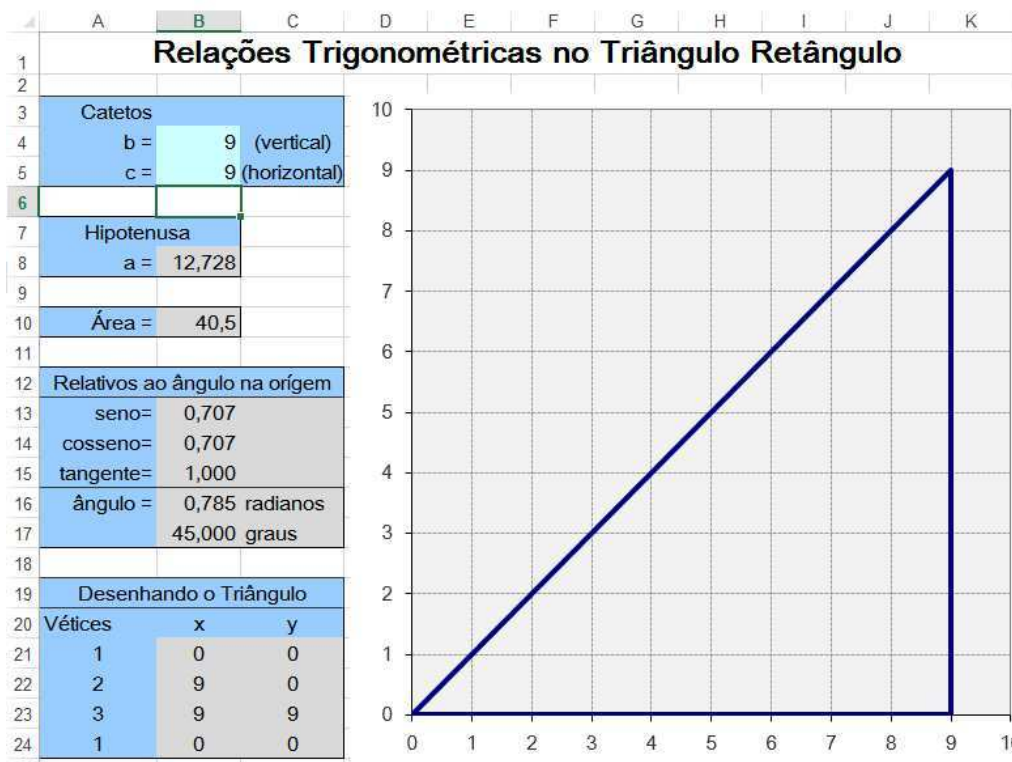 A B C D E F G H I J K
1 Relações Trigonométricas no Triângulo Retângulo
2
3 Catetos
4 b = 9 (vertical)
5 c = 9 (horizontal)
6
7 Hipotenusa
8 a = 12,728
9
10 Área = 40,5
11
12 Relativos ao ângulo na orígem
13 seno= 0,707
14 cosseno= 0,707
15 tangente= 1,000
16 ângulo = 0,785 radianos
17 45,000 graus
18
19 Desenhando o Triângulo
20 Vétices x y
21 1 0 0
22 2 9 0
23 3 9 9
24 1 0 0
10
9
8
7
6
5
4
3
2
1
0
0 1 2 3 4 5 6 7 8 9